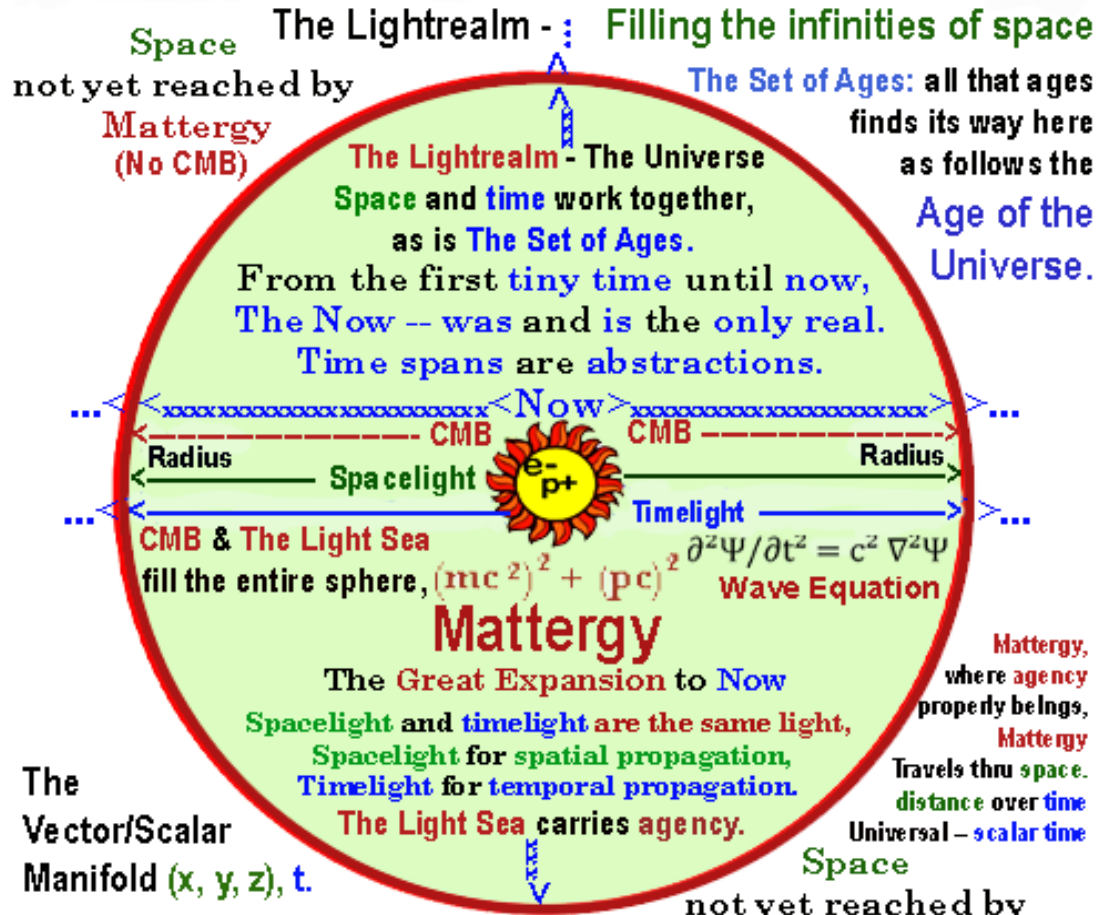 The Lightrealm - Filling the infinities of space
Space
not yet reached by
Mattergy
(No CMB)
The Set of Ages: all that ages
finds its way here
as follows the
Age of the
Universe.
The Lightrealm - The Universe
Space and time work together,
as is The Set of Ages.
From the first tiny time until now,
The Now -- was and is the only real.
Time spans are abstractions.
...< <xxxxxxxxxxxxxxxxxxxxxxxx<Now>xxxxxxxxxxxxxxxxxxxxxx> >...
<---------------- CMB CMB -------------->
Radius Radius
Spacelight e- p+
...< Timelight >...
CMB & The Light Sea
fill the entire sphere, (mc²)² + (pc)²
∂²Ψ/∂t² = c² ∇²Ψ
Wave Equation
Mattergy
The Great Expansion to Now
Spacelight and timelight are the same light,
Spacelight for spatial propagation,
Timelight for temporal propagation.
The Light Sea carries agency.
Mattergy,
where agency
properly belngs,
Mattergy
Travels thru space.
distance over time
Universal – scalar time
The
Vector/Scalar
Manifold (x, y, z), t.
Space
not yet reached by